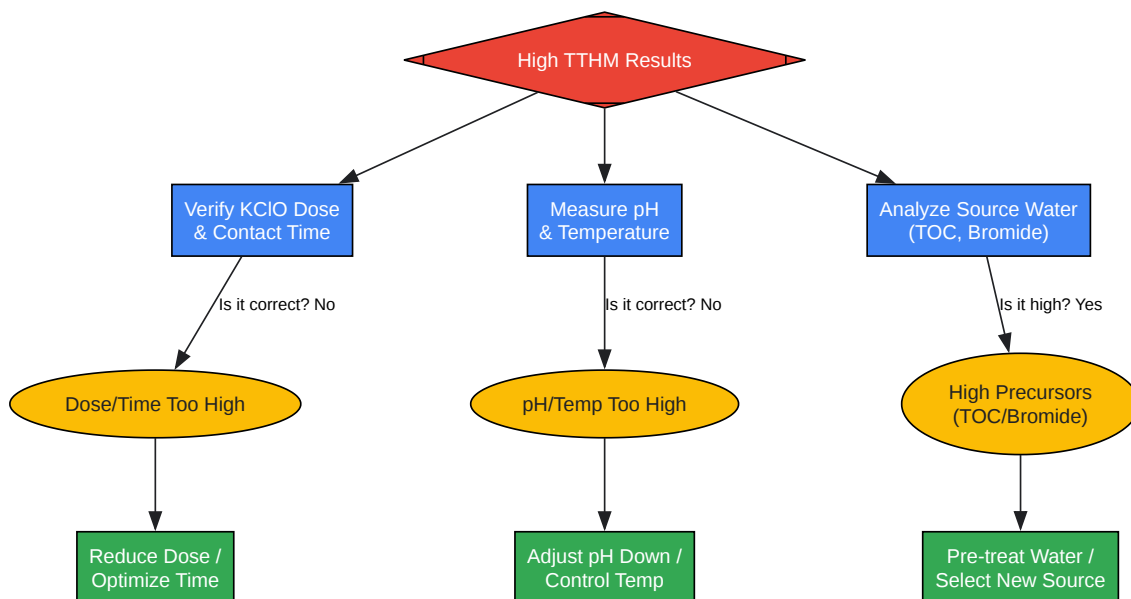 High TTHM Results
Verify KClO Dose
& Contact Time
Measure pH
& Temperature
Analyze Source Water
(TOC, Bromide)
Is it correct? No
Is it correct? No
Is it high? Yes
Dose/Time Too High
pH/Temp Too High
High Precursors
(TOC/Bromide)
Reduce Dose /
Optimize Time
Adjust pH Down /
Control Temp
Pre-treat Water /
Select New Source